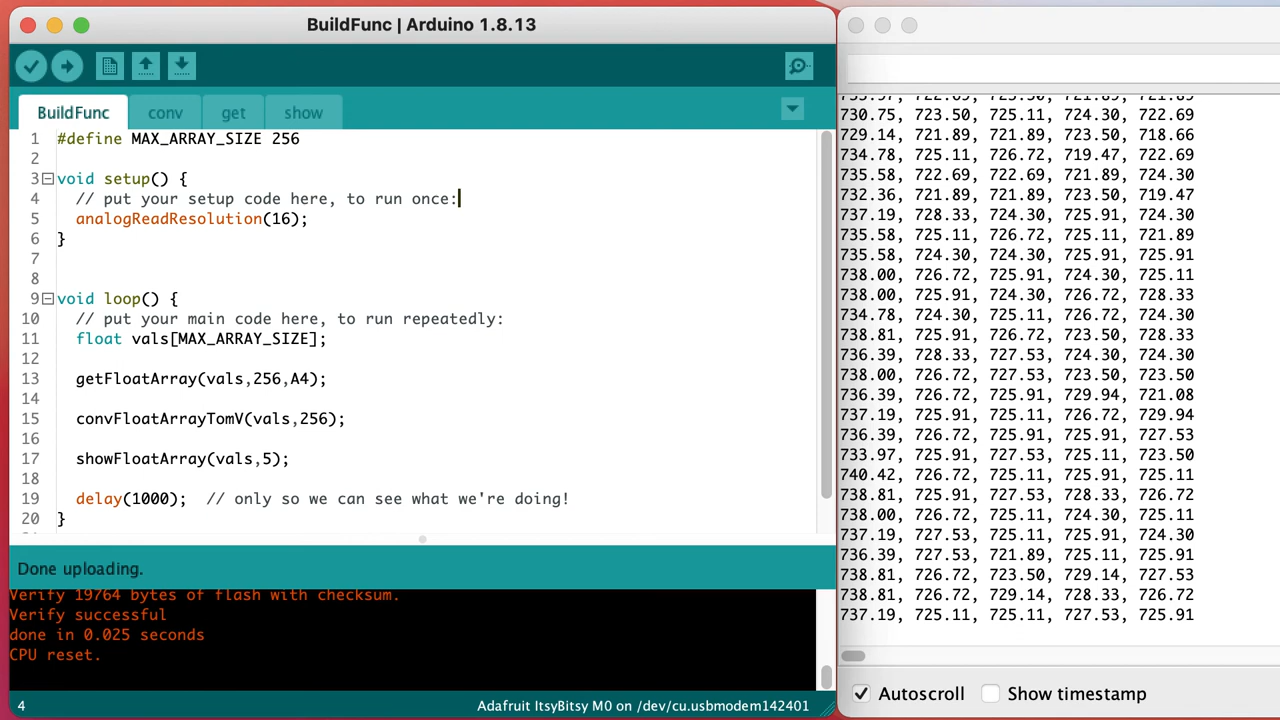 BuildFunc | Arduino 1.8.13
BuildFunc conv get show
1 #define MAX_ARRAY_SIZE 256
2
3 void setup() {
4 // put your setup code here, to run once:
5 analogReadResolution(16);
6 }
7
8
9 void loop() {
10 // put your main code here, to run repeatedly:
11 float vals[MAX_ARRAY_SIZE];
12
13 getFloatArray(vals,256,A4);
14
15 convFloatArrayTomV(vals,256);
16
17 showFloatArray(vals,5);
18
19 delay(1000); // only so we can see what we're doing!
20 }
Done uploading.
Verify 19764 bytes of flash with checksum.
Verify successful
done in 0.025 seconds
CPU reset.
4 Adafruit ItsyBitsy M0 on /dev/cu.usbmodem142401
730.75, 723.50, 725.11, 724.30, 722.69
729.14, 721.89, 721.89, 723.50, 718.66
734.78, 725.11, 726.72, 719.47, 722.69
735.58, 722.69, 722.69, 721.89, 724.30
732.36, 721.89, 721.89, 723.50, 719.47
737.19, 728.33, 724.30, 725.91, 724.30
735.58, 725.11, 726.72, 725.11, 721.89
735.58, 724.30, 724.30, 725.91, 725.91
738.00, 726.72, 725.91, 724.30, 725.11
738.00, 725.91, 724.30, 726.72, 728.33
734.78, 724.30, 725.11, 726.72, 724.30
738.81, 725.91, 726.72, 723.50, 728.33
736.39, 728.33, 727.53, 724.30, 724.30
738.00, 726.72, 727.53, 723.50, 723.50
736.39, 726.72, 725.91, 729.94, 721.08
737.19, 725.91, 725.11, 726.72, 729.94
736.39, 726.72, 725.91, 725.91, 727.53
733.97, 725.91, 727.53, 725.11, 723.50
740.42, 726.72, 725.11, 725.91, 725.11
738.81, 725.91, 727.53, 728.33, 726.72
738.00, 726.72, 725.11, 724.30, 725.11
737.19, 727.53, 725.11, 725.91, 724.30
736.39, 727.53, 721.89, 725.11, 725.91
738.81, 726.72, 723.50, 729.14, 727.53
738.81, 726.72, 729.14, 728.33, 726.72
737.19, 725.11, 725.11, 727.53, 725.91
Autoscroll Show timestamp